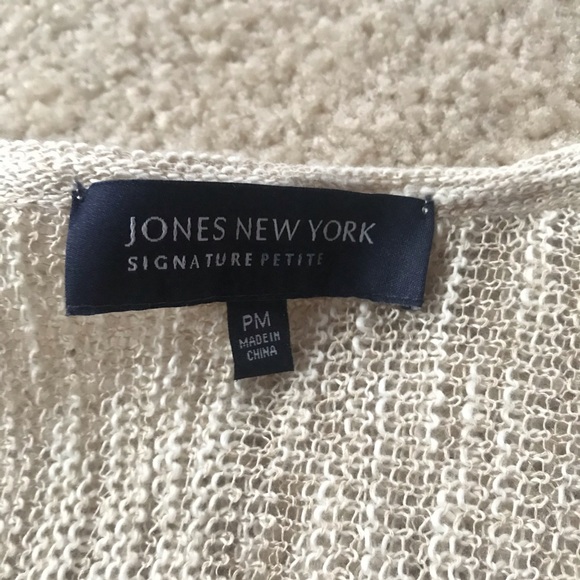 JONES NEW YORK
SIGNATURE PETITE
PM
MADE IN
CHINA